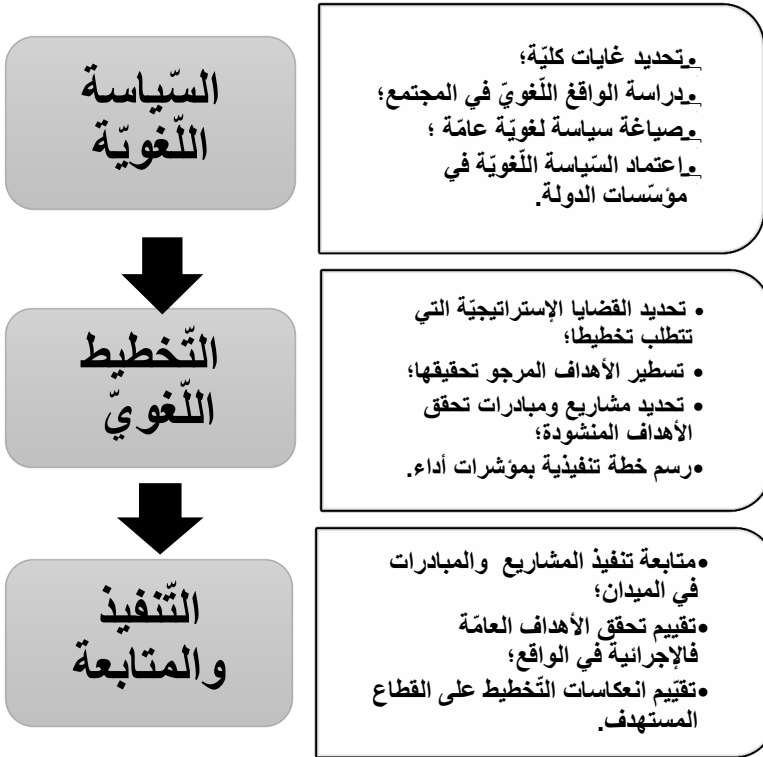 السّياسة
اللّغويّة
•تحديد غايات كليّة؛
•دراسة الواقع اللّغويّ في المجتمع؛
•صياغة سياسة لغويّة عامّة ؛
•اعتماد السّياسة اللّغويّة في
مؤسّسات الدولة.
التّخطيط
اللّغويّ
• تحديد القضايا الإستراتيجيّة التي
تتطلب تخطيطا؛
• تسطير الأهداف المرجو تحقيقها؛
• تحديد مشاريع ومبادرات تحقق
الأهداف المنشودة؛
•رسم خطة تنفيذية بمؤشرات أداء.
التّنفيذ
والمتابعة
•متابعة تنفيذ المشاريع والمبادرات
في الميدان؛
•تقييم تحقق الأهداف العامّة
فالإجرائية في الواقع؛
•تقيّيم انعكاسات التّخطيط على القطاع
المستهدف.